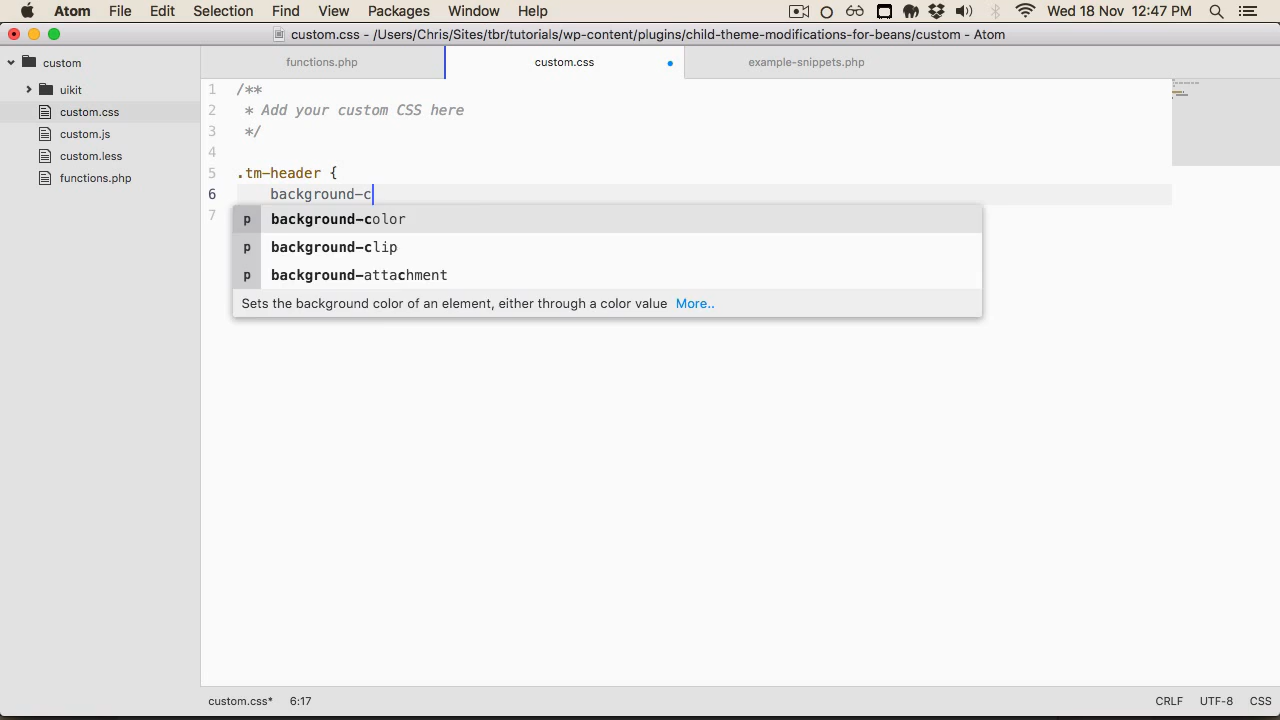 Atom File Edit Selection Find View Packages Window Help Wed 18 Nov 12:47 PM
custom.css - /Users/Chris/Sites/tbr/tutorials/wp-content/plugins/child-theme-modifications-for-beans/custom - Atom
custom
uikit
custom.css
custom.js
custom.less
functions.php
functions.php custom.css example-snippets.php
1 /**
2 * Add your custom CSS here
3 */
4
5 .tm-header {
6 background-c
7
p background-color
p background-clip
p background-attachment
Sets the background color of an element, either through a color value More..
custom.css* 6:17 CRLF UTF-8 CSS